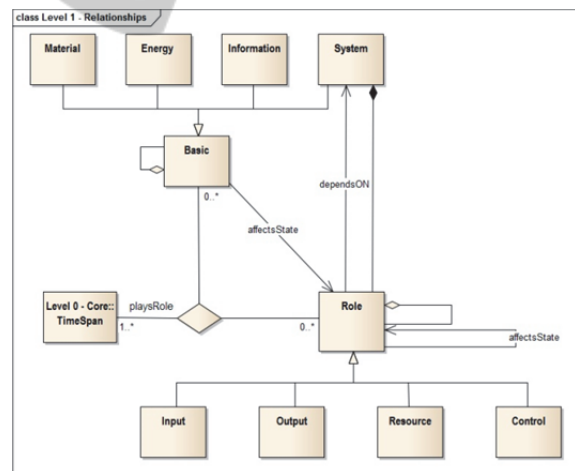 class Level 1 - Relationships
Material
Energy
Information
System
Basic
0..*
dependsON
affectsState
Level 0 - Core::
TimeSpan
playsRole
1..*
0..*
Role
affectsState
Input
Output
Resource
Control